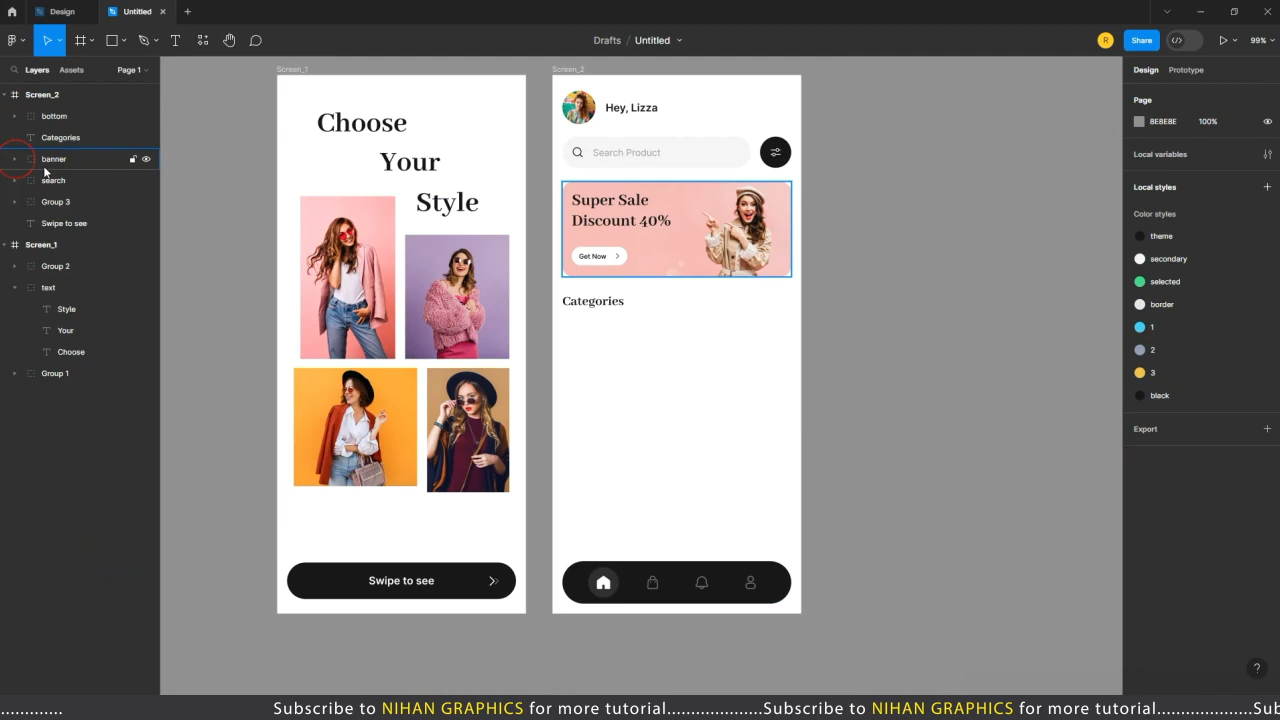 Design
Untitled
Drafts / Untitled
R
Share
99%
Layers
Assets
Page 1
Screen_2
bottom
Categories
banner
search
Group 3
Swipe to see
Screen_1
Group 2
text
Style
Your
Choose
Group 1
Screen_1
Choose
Your
Style
Swipe to see
Screen_2
Hey, Lizza
Search Product
Super Sale
Discount 40%
Get Now
Categories
Design
Prototype
Page
8E8E8E
100%
Local variables
Local styles
Color styles
theme
secondary
selected
border
1
2
3
black
Export
?
............. Subscribe to NIHAN GRAPHICS for more tutorial..................Subscribe to NIHAN GRAPHICS for more tutorial..................Sub